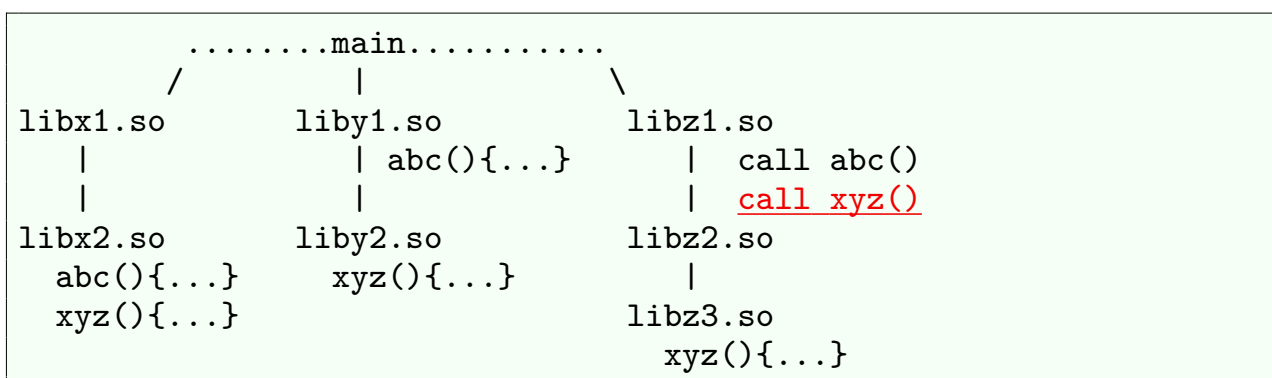 ........main...........
/ | \
libx1.so liby1.so libz1.so
| | abc(){...} | call abc()
| | | call xyz()
libx2.so liby2.so libz2.so
abc(){...} xyz(){...} |
xyz(){...} libz3.so
xyz(){...}